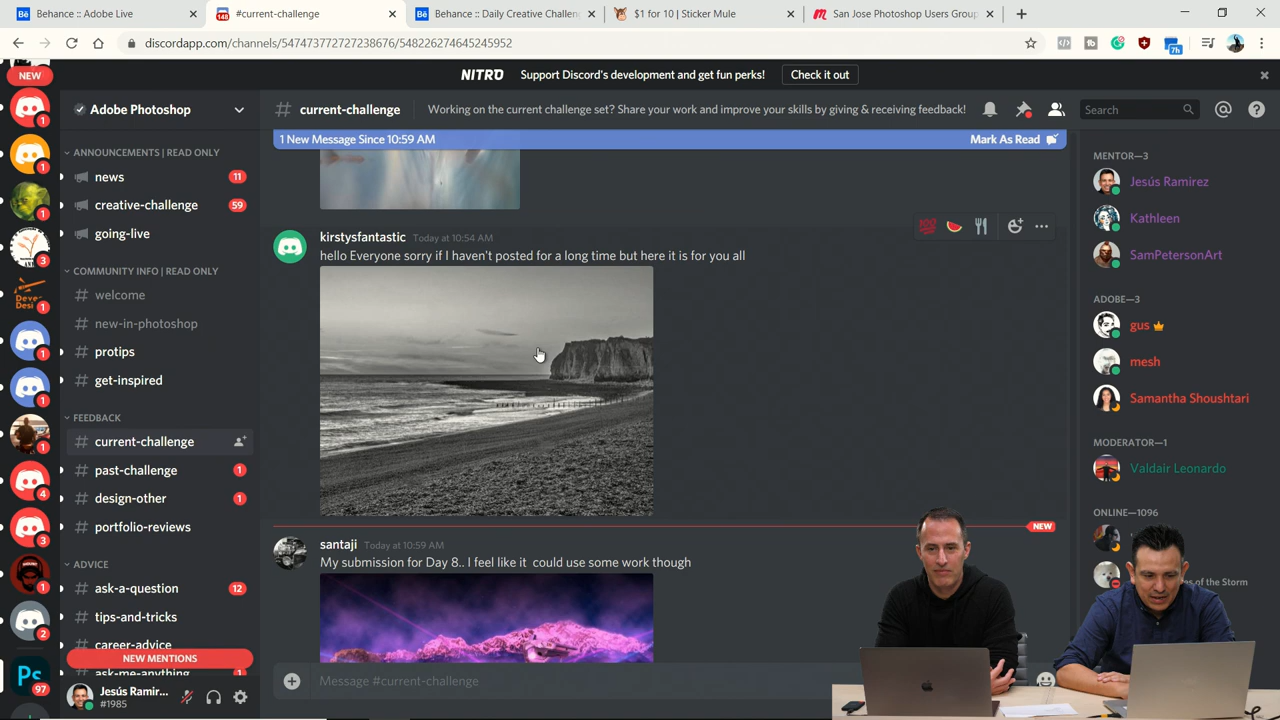 Behance :: Adobe Live
#current-challenge
Behance :: Daily Creative Challen
$1 for 10 | Sticker Mule
San Jose Photoshop Users Group
discordapp.com/channels/547473772727238676/548226274645245952
7h
NEW
NITRO
Support Discord's development and get fun perks!
Check it out
Adobe Photoshop
# current-challenge
Working on the current challenge set? Share your work and improve your skills by giving & receiving feedback!
Search
1 New Message Since 10:59 AM
Mark As Read
ANNOUNCEMENTS | READ ONLY
news 11
creative-challenge 59
going-live
COMMUNITY INFO | READ ONLY
# welcome
# new-in-photoshop
# protips
# get-inspired
FEEDBACK
# current-challenge
# past-challenge 1
# design-other 1
# portfolio-reviews
ADVICE
# ask-a-question 12
# tips-and-tricks
# career-advice
# ask-me-anything
NEW MENTIONS
Jesús Ramir...
#1985
Ps
97
kirstysfantastic Today at 10:54 AM
hello Everyone sorry if I haven't posted for a long time but here it is for you all
NEW
santaji Today at 10:59 AM
My submission for Day 8.. I feel like it could use some work though
Message #current-challenge
MENTOR—3
Jesús Ramirez
Kathleen
SamPetersonArt
ADOBE—3
gus
mesh
Samantha Shoushtari
MODERATOR—1
Valdair Leonardo
ONLINE—1096
es of the Storm